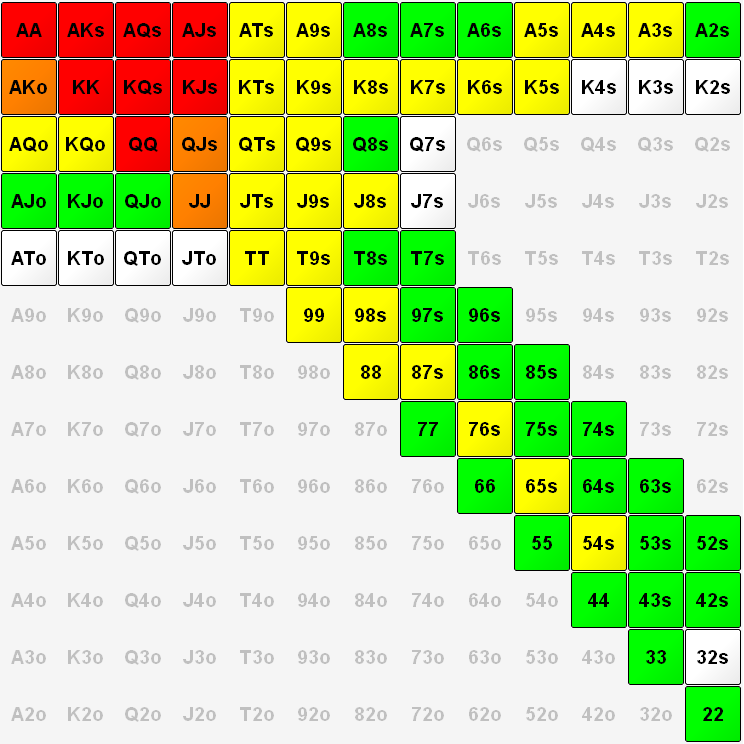 AA AKs AQs AJs ATs A9s A8s A7s A6s A5s A4s A3s A2s
AKo KK KQs KJs KTs K9s K8s K7s K6s K5s K4s K3s K2s
AQo KQo QQ QJs QTs Q9s Q8s Q7s Q6s Q5s Q4s Q3s Q2s
AJo KJo QJo JJ JTs J9s J8s J7s J6s J5s J4s J3s J2s
ATo KTo QTo JTo TT T9s T8s T7s T6s T5s T4s T3s T2s
A9o K9o Q9o J9o T9o 99 98s 97s 96s 95s 94s 93s 92s
A8o K8o Q8o J8o T8o 98o 88 87s 86s 85s 84s 83s 82s
A7o K7o Q7o J7o T7o 97o 87o 77 76s 75s 74s 73s 72s
A6o K6o Q6o J6o T6o 96o 86o 76o 66 65s 64s 63s 62s
A5o K5o Q5o J5o T5o 95o 85o 75o 65o 55 54s 53s 52s
A4o K4o Q4o J4o T4o 94o 84o 74o 64o 54o 44 43s 42s
A3o K3o Q3o J3o T3o 93o 83o 73o 63o 53o 43o 33 32s
A2o K2o Q2o J2o T2o 92o 82o 72o 62o 52o 42o 32o 22